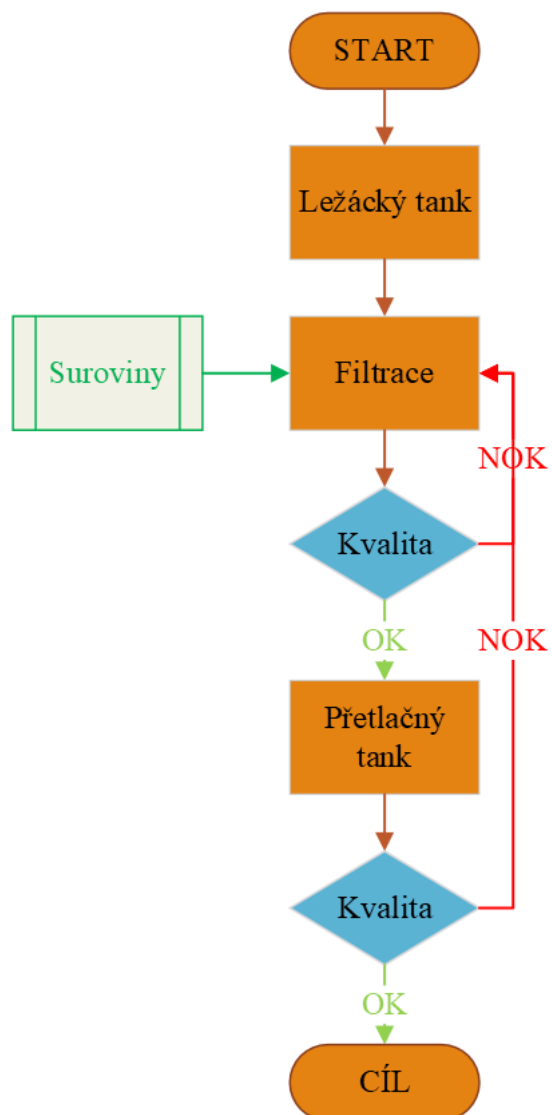 START
Ležácký tank
Suroviny
Filtrace
NOK
Kvalita
OK
NOK
Přetlačný
tank
Kvalita
OK
CÍL